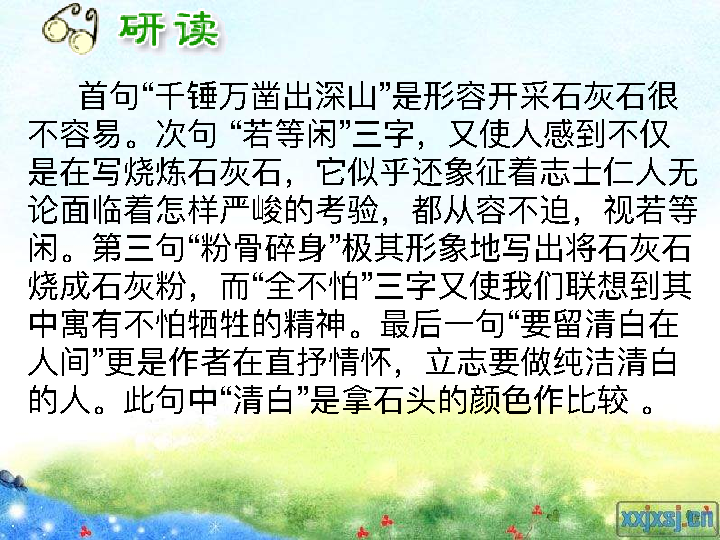 研读
首句“千锤万凿出深山”是形容开采石灰石很
不容易。次句 “若等闲”三字，又使人感到不仅
是在写烧炼石灰石，它似乎还象征着志士仁人无
论面临着怎样严峻的考验，都从容不迫，视若等
闲。第三句“粉骨碎身”极其形象地写出将石灰石
烧成石灰粉，而“全不怕”三字又使我们联想到其
中寓有不怕牺牲的精神。最后一句“要留清白在
人间”更是作者在直抒情怀，立志要做纯洁清白
的人。此句中“清白”是拿石头的颜色作比较 。
xxjxsj.cn